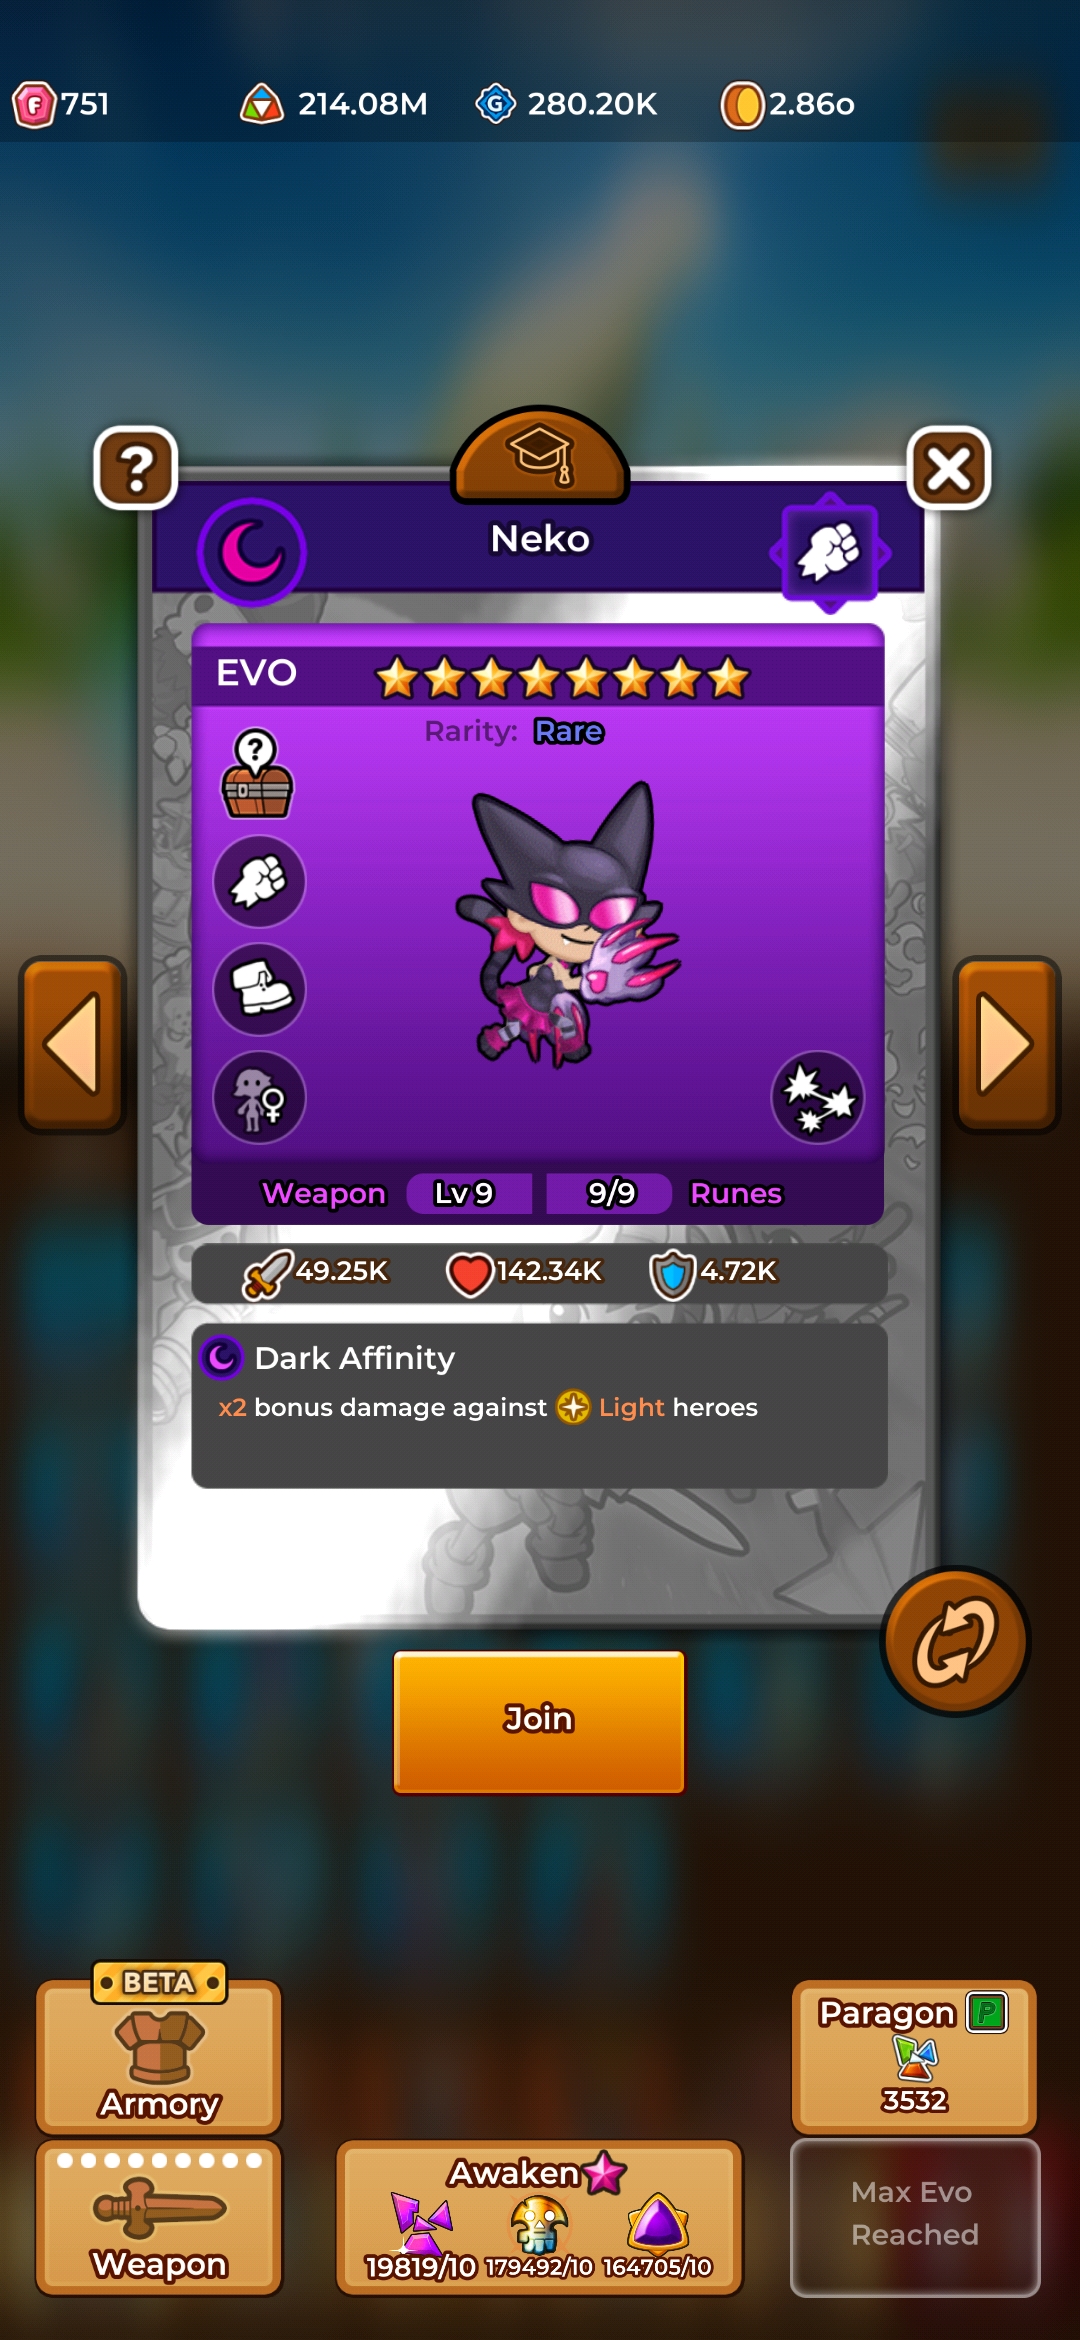 751 214.08M 280.20K 2.86o
Neko
EVO
Rarity: Rare
Weapon Lv 9 9/9 Runes
49.25K 142.34K 4.72K
Dark Affinity
x2 bonus damage against Light heroes
Join
BETA
Armory
Paragon P
3532
Weapon
Awaken
19819/10 179492/10 164705/10
Max Evo
Reached